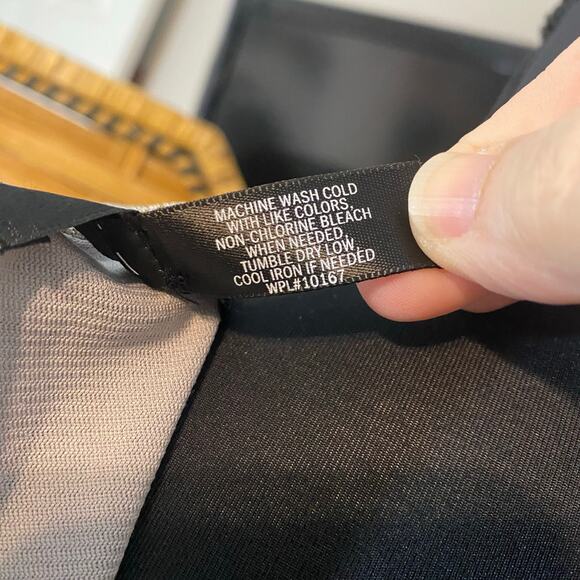 MACHINE WASH COLD
WITH LIKE COLORS,
NON-CHLORINE BLEACH
WHEN NEEDED,
TUMBLE DRY LOW,
COOL IRON IF NEEDED
WPL#10167